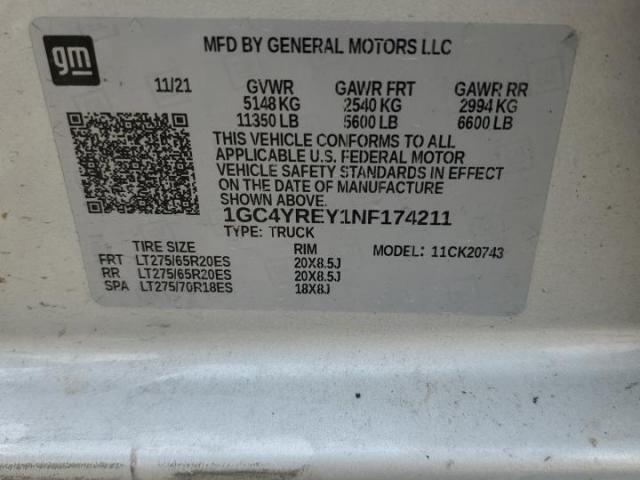 gm
MFD BY GENERAL MOTORS LLC
11/21 GVWR GAWR FRT GAWR RR
5148 KG 2540 KG 2994 KG
11350 LB 5600 LB 6600 LB
THIS VEHICLE CONFORMS TO ALL
APPLICABLE U.S. FEDERAL MOTOR
VEHICLE SAFETY STANDARDS IN EFFECT
ON THE DATE OF MANUFACTURE
SHOWN ABOVE.
1GC4YREY1NF174211
TYPE: TRUCK
TIRE SIZE RIM MODEL: 11CK20743
FRT LT275/65R20ES 20X8.5J
RR LT275/65R20ES 20X8.5J
SPA LT275/70R18ES 18X8J